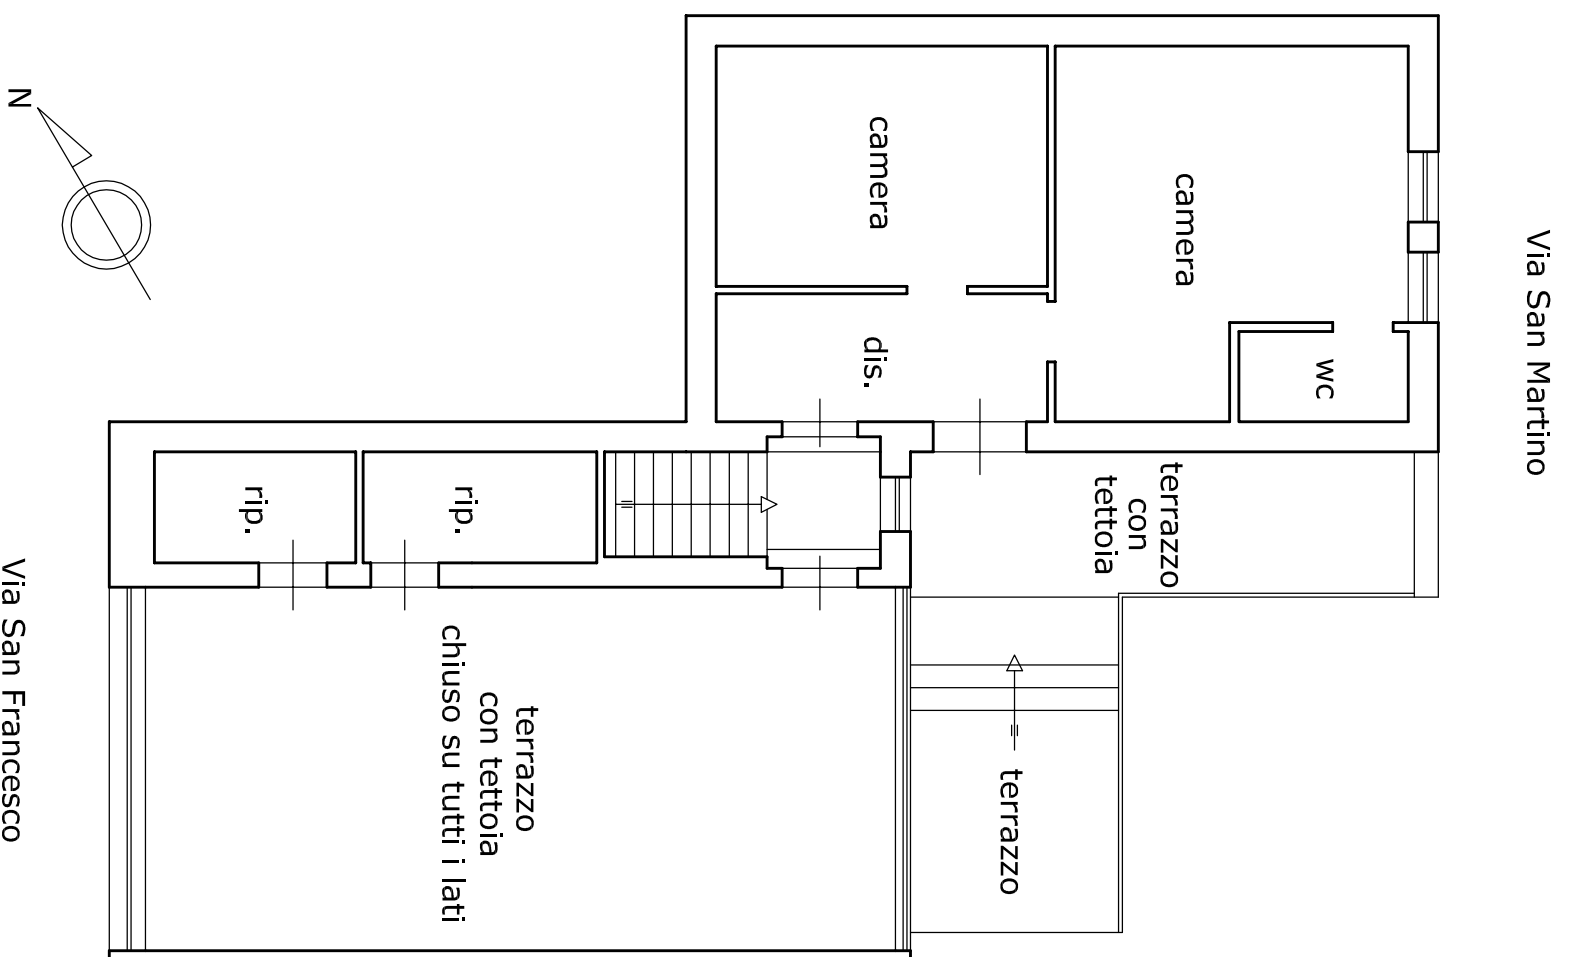 Via San Martino
camera
camera
wc
dis.
terrazzo
con
tettoia
rip.
rip.
terrazzo
con tettoia
chiuso su tutti i lati
terrazzo
N
Via San Francesco